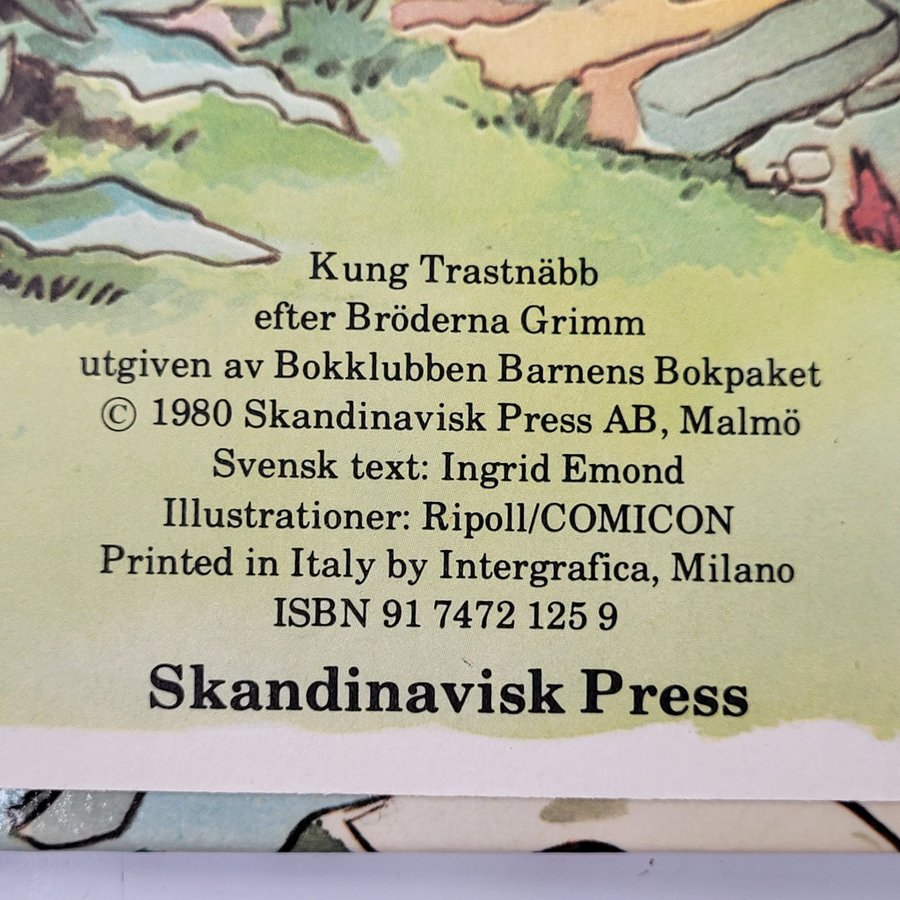 Kung Trastnäbb
efter Bröderna Grimm
utgiven av Bokklubben Barnens Bokpaket
© 1980 Skandinavisk Press AB, Malmö
Svensk text: Ingrid Emond
Illustrationer: Ripoll/COMICON
Printed in Italy by Intergrafica, Milano
ISBN 91 7472 125 9
Skandinavisk Press